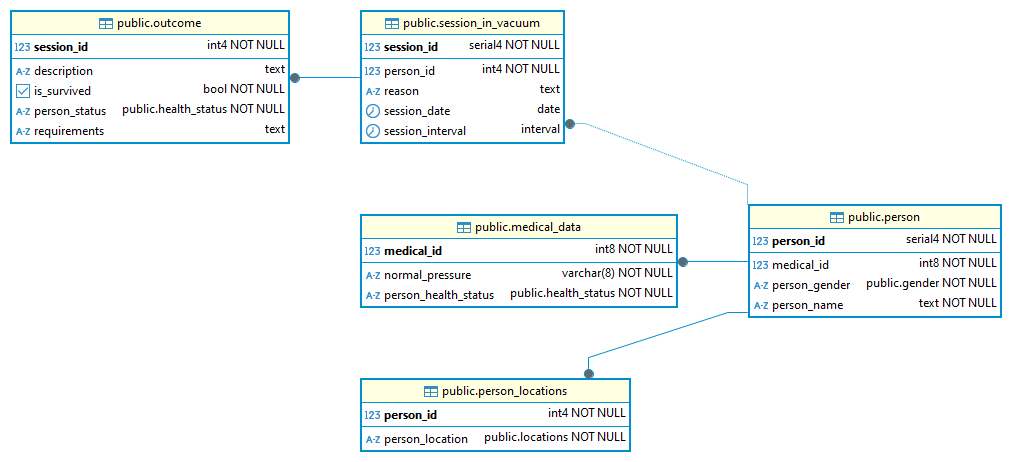 public.outcome
123 session_id int4 NOT NULL
A-Z description text
is_survived bool NOT NULL
A-Z person_status public.health_status NOT NULL
A-Z requirements text
public.session_in_vacuum
123 session_id serial4 NOT NULL
123 person_id int4 NOT NULL
A-Z reason text
session_date date
session_interval interval
public.medical_data
123 medical_id int8 NOT NULL
A-Z normal_pressure varchar(8) NOT NULL
A-Z person_health_status public.health_status NOT NULL
public.person
123 person_id serial4 NOT NULL
123 medical_id int8 NOT NULL
A-Z person_gender public.gender NOT NULL
A-Z person_name text NOT NULL
public.person_locations
123 person_id int4 NOT NULL
A-Z person_location public.locations NOT NULL